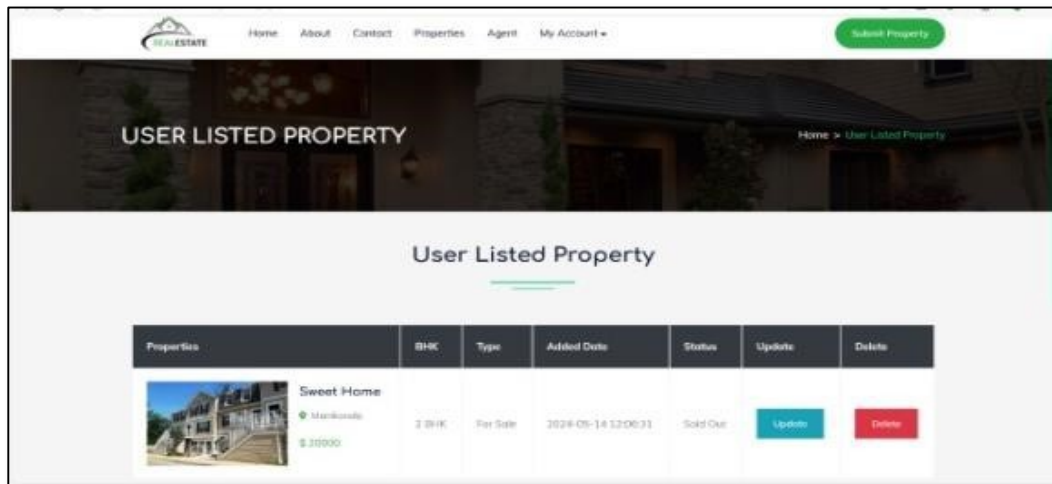 REAL ESTATE
Home About Contact Properties Agent My Account
Submit Property
USER LISTED PROPERTY
Home > User Listed Property
User Listed Property
Properties BHK Type Added Date Status Update Delete
Sweet Home
Manikonda
2 BHK For Sale 2024-05-14 12:06:31 Sold Out Update Delete
$ 20000